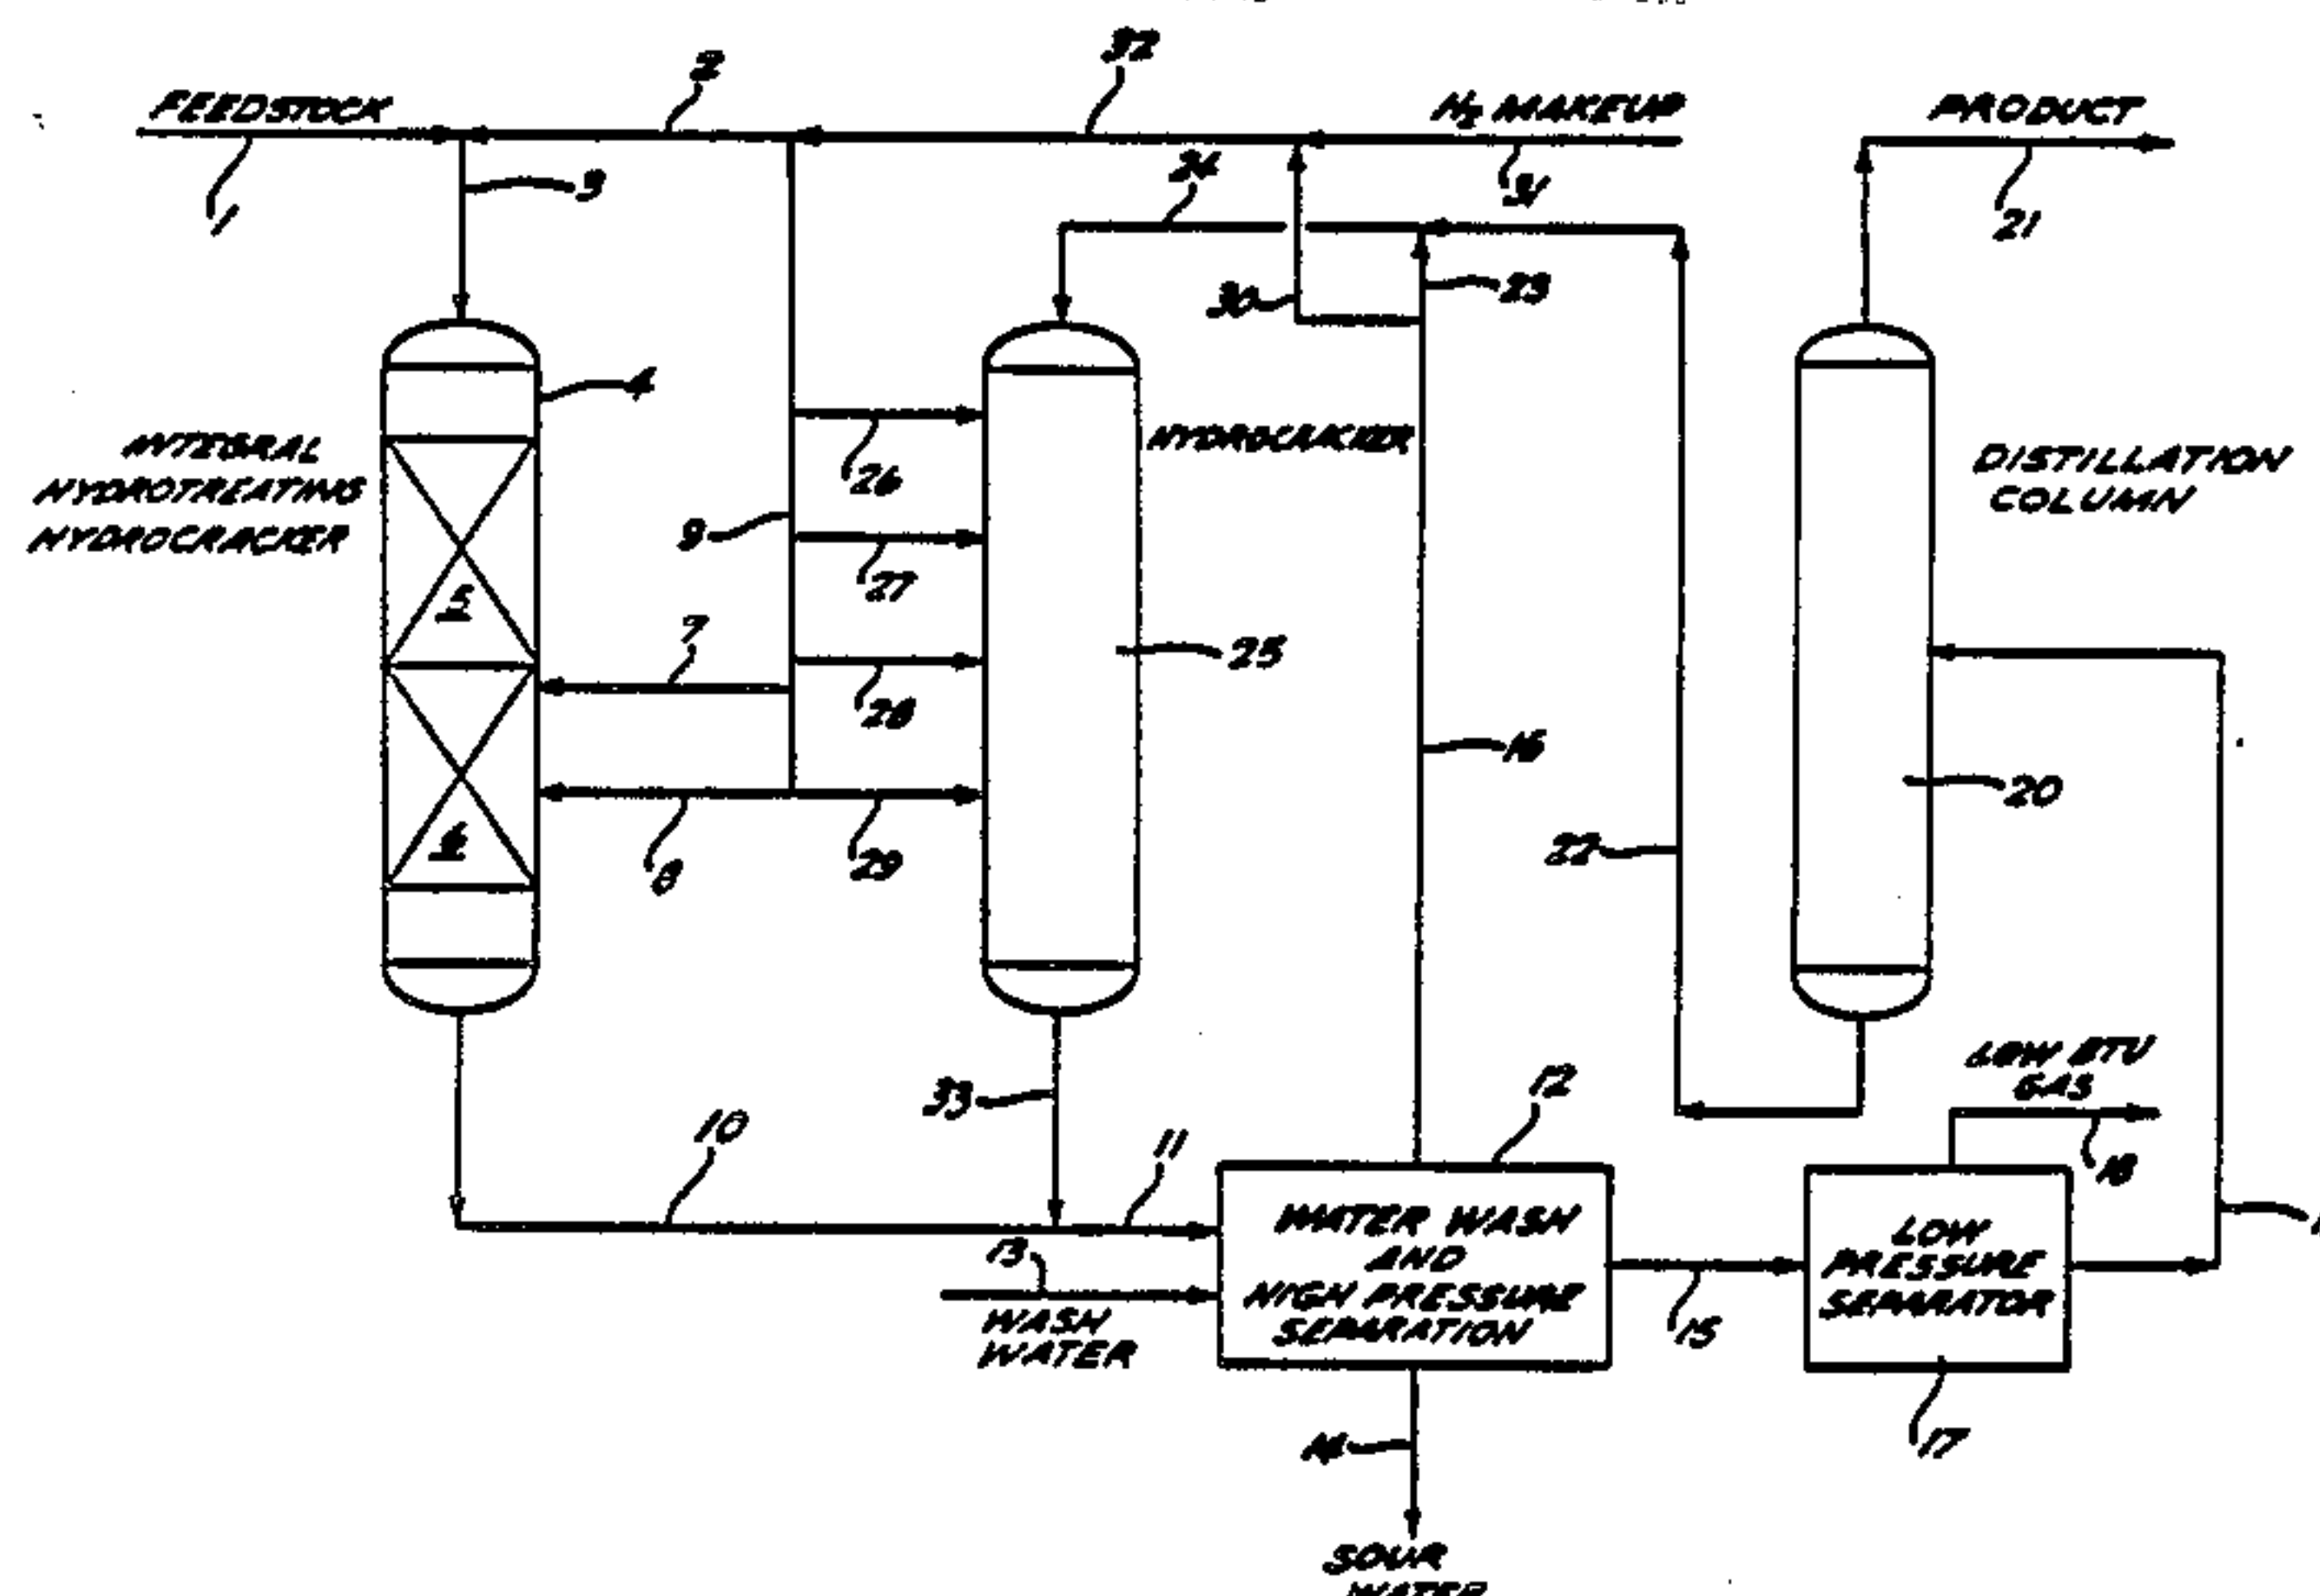 FEEDSTOCK
1
2
32
H2 MAKEUP
31
PRODUCT
21
3
24
30
23
4
INTEGRAL
HYDROTREATING
HYDROCRACKER
5
6
9
26
27
28
29
7
8
HYDROCRACKER
25
16
22
DISTILLATION
COLUMN
20
10
33
11
12
13
WASH
WATER
WATER WASH
AND
HIGH PRESSURE
SEPARATION
14
SOUR
WATER
15
LOW BTU
GAS
18
LOW
PRESSURE
SEPARATOR
17